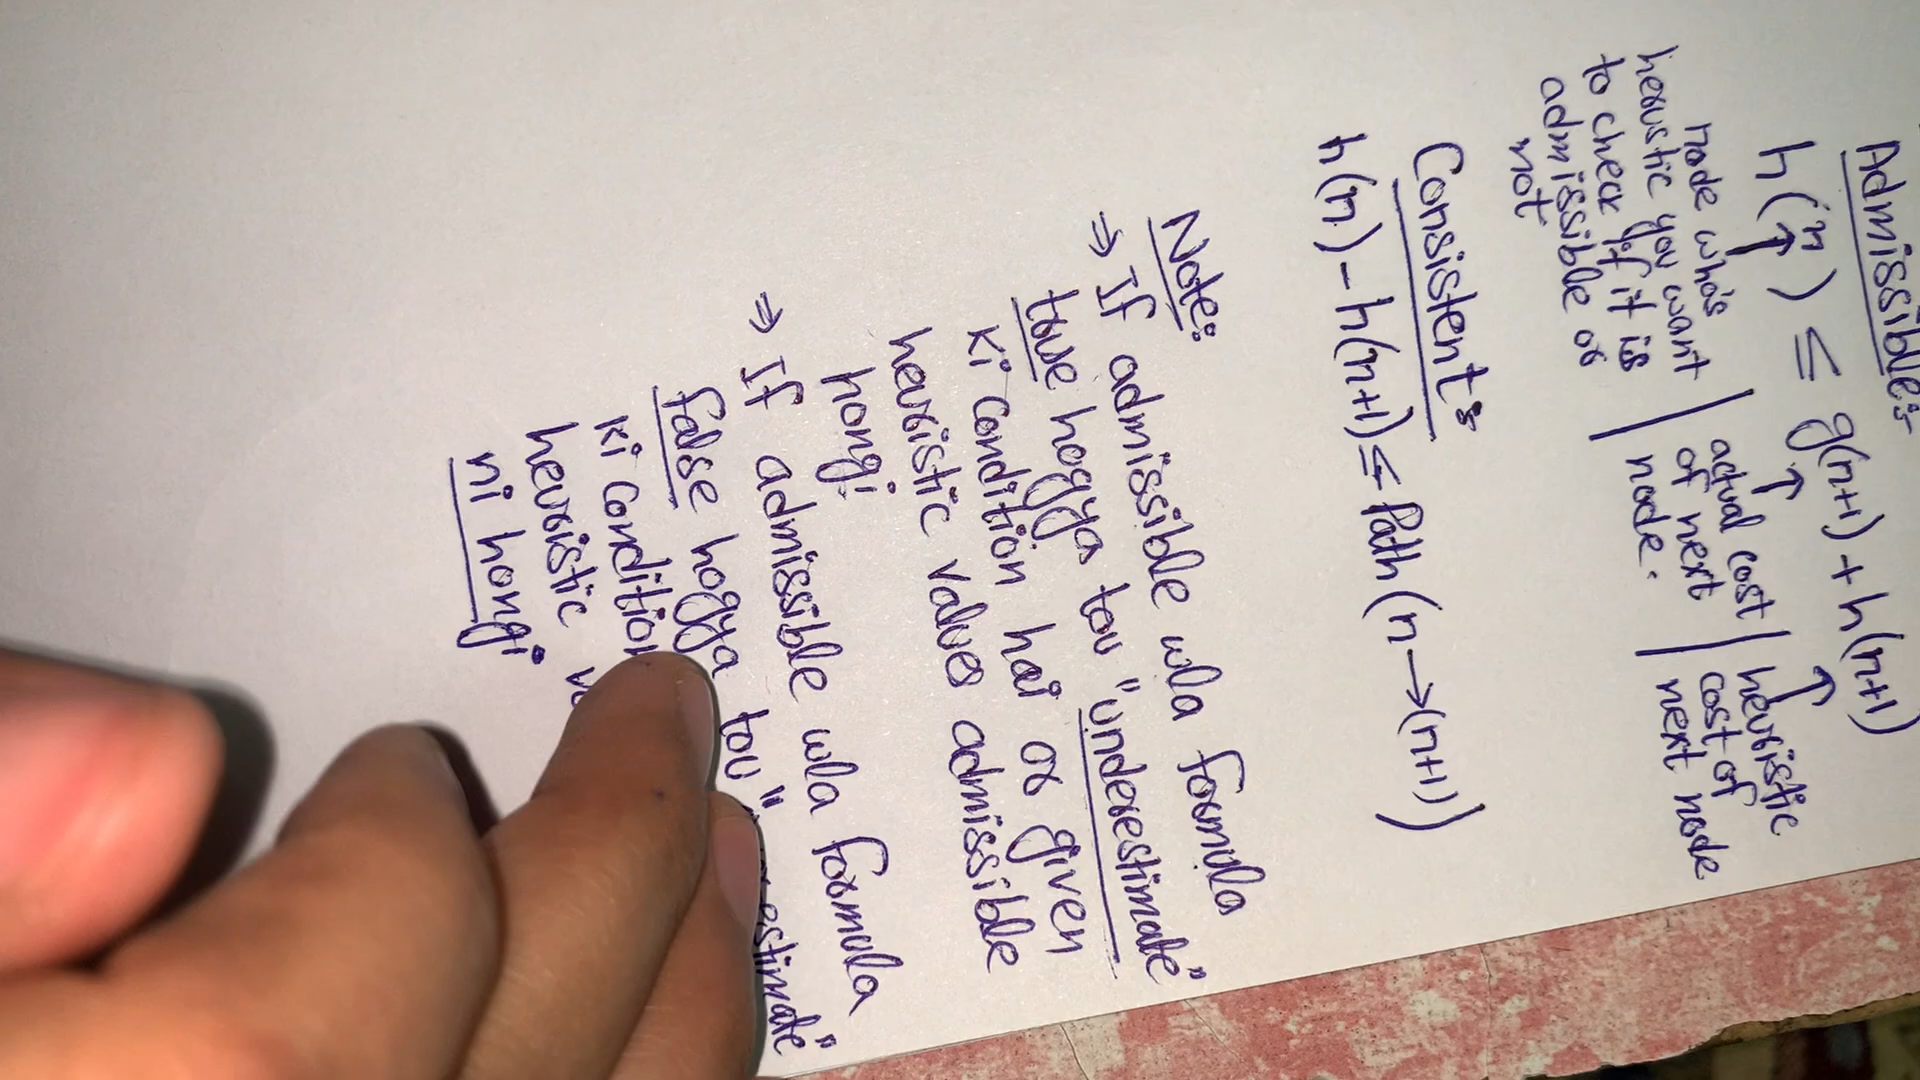 Admissible:-
h(n) ≤ g(n+1) + h(n+1)
node who's
heuristic you want
to check if it is
admissible or
not
actual cost
of next
node.
heuristic
cost of
next node
Consistent:
h(n) - h(n+1) ≤ Path (n → (n+1))
Note:
⇒ If admissible wla formula
true hogya tou "underestimate"
ki condition hai or given
heuristic values admissible
hongi
⇒ If admissible wla formula
false hogya tou " estimate"
ki condition
heuristic
ni hongi